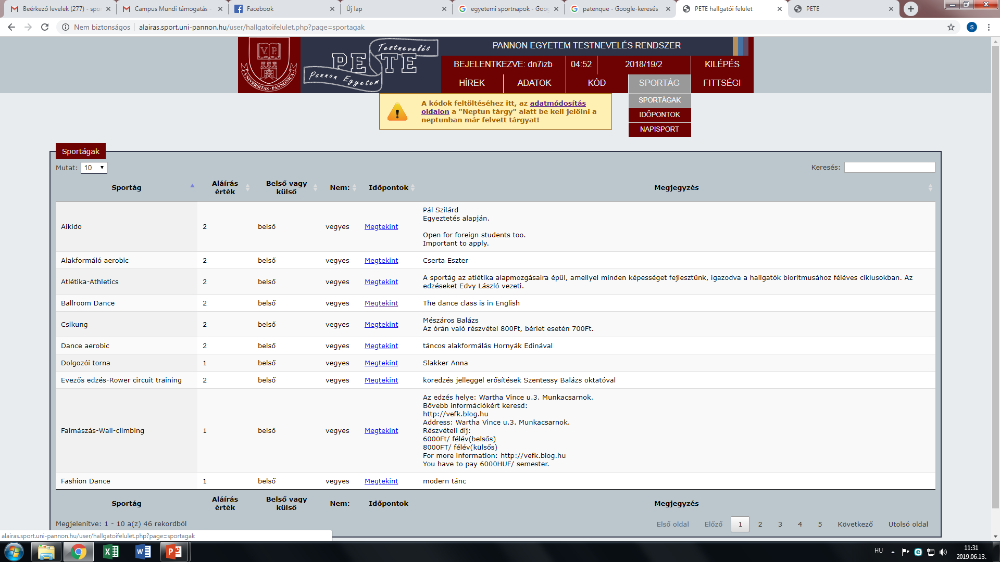 Beérkező levelek (277) - spo
Campus Mundi támogatás -
Facebook
Új lap
egyetemi sportnapok - Goo
patenque - Google-keresés
PETE hallgatói felület
PETE
Nem biztonságos
alairas.sport.uni-pannon.hu/user/hallgatoifelulet.php?page=sportagak
S
V.P.
UNIVERSITAS PANNONICA
PETE
Testnevelés
Pannon Egyetem
PANNON EGYETEM TESTNEVELÉS RENDSZER
BEJELENTKEZVE: dn7izb
04:52
2018/19/2
KILÉPÉS
HÍREK
ADATOK
KÓD
SPORTÁG
FITTSÉGI
SPORTÁGAK
IDŐPONTOK
NAPISPORT
A kódok feltöltéséhez itt, az adatmódosítás
oldalon a "Neptun tárgy" alatt be kell jelölni a
neptunban már felvett tárgyat!
Sportágak
Mutat: 10
Keresés:
Sportág
Aláírás
érték
Belső vagy
külső
Nem:
Időpontok
Megjegyzés
Aikido
2
belső
vegyes
Megtekint
Pál Szilárd
Egyeztetés alapján.
Open for foreign students too.
Important to apply.
Alakformáló aerobic
2
belső
vegyes
Megtekint
Cserta Eszter
Atlétika-Athletics
2
belső
vegyes
Megtekint
A sportág az atlétika alapmozgásaira épül, amellyel minden képességet fejlesztünk, igazodva a hallgatók bioritmusához féléves ciklusokban. Az
edzéseket Edvy László vezeti.
Ballroom Dance
2
belső
vegyes
Megtekint
The dance class is in English
Csikung
2
belső
vegyes
Megtekint
Mészáros Balázs
Az órán való részvétel 800Ft, bérlet esetén 700Ft.
Dance aerobic
2
belső
vegyes
Megtekint
táncos alakformálás Hornyák Edinával
Dolgozói torna
1
belső
vegyes
Megtekint
Slakker Anna
Evezős edzés-Rower circuit training
2
belső
vegyes
Megtekint
köredzés jelleggel erősítések Szentessy Balázs oktatóval
Falmászás-Wall-climbing
1
belső
vegyes
Megtekint
Az edzés helye: Wartha Vince u.3. Munkacsarnok.
Bővebb információkért keresd:
http://vefk.blog.hu
Address: Wartha Vince u.3. Munkacsarnok.
Részvételi díj:
6000Ft/ félév(belsős)
8000FT/ félév(külsős)
For more information: http://vefk.blog.hu
You have to pay 6000HUF/ semester.
Fashion Dance
1
belső
vegyes
Megtekint
modern tánc
Sportág
Aláírás
érték
Belső vagy
külső
Nem:
Időpontok
Megjegyzés
Megjelenítve: 1 - 10 a(z) 46 rekordból
Első oldal
Előző
1
2
3
4
5
Következő
Utolsó oldal
alairas.sport.uni-pannon.hu/user/hallgatoifelulet.php?page=sportagak
HU
11:31
2019.06.13.